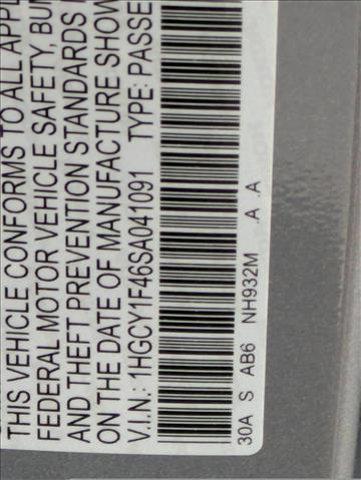 THIS VEHICLE CONFORMS TO ALL APPL
FEDERAL MOTOR VEHICLE SAFETY, BU
AND THEFT PREVENTION STANDARDS
ON THE DATE OF MANUFACTURE SHOW
V.I.N.: 1HGCY1F46SA041091 TYPE: PASSE
30A S AB6 NH932M .A .A